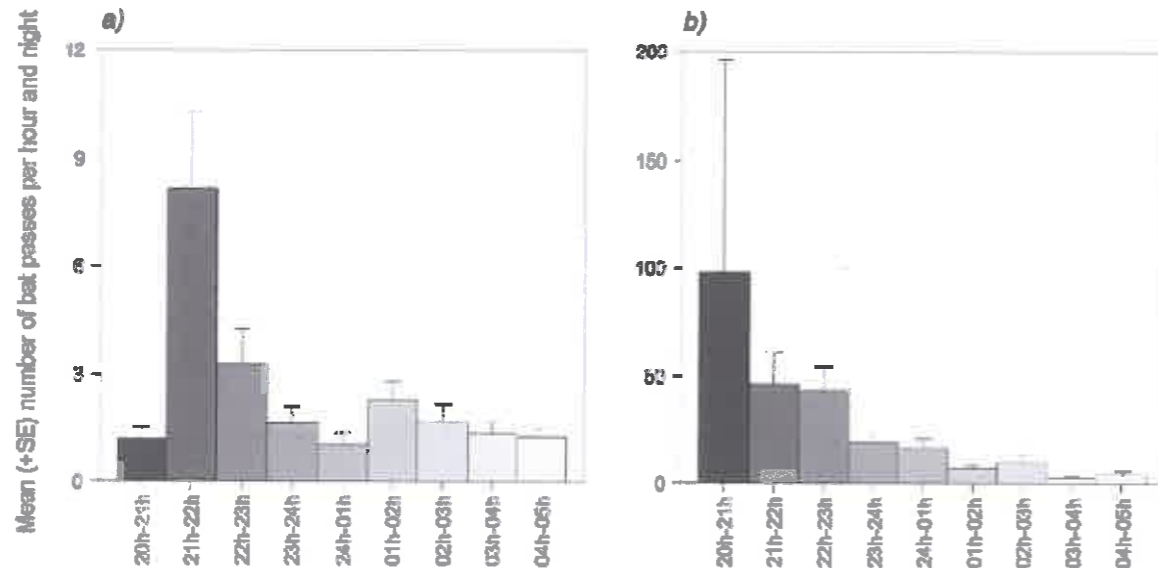 a)
Mean (+SE) number of bat passes per hour and night
12
9
6
3
0
20h-21h
21h-22h
22h-23h
23h-24h
24h-01h
01h-02h
02h-03h
03h-04h
04h-05h
b)
200
150
100
50
0
20h-21h
21h-22h
22h-23h
23h-24h
24h-01h
01h-02h
02h-03h
03h-04h
04h-05h